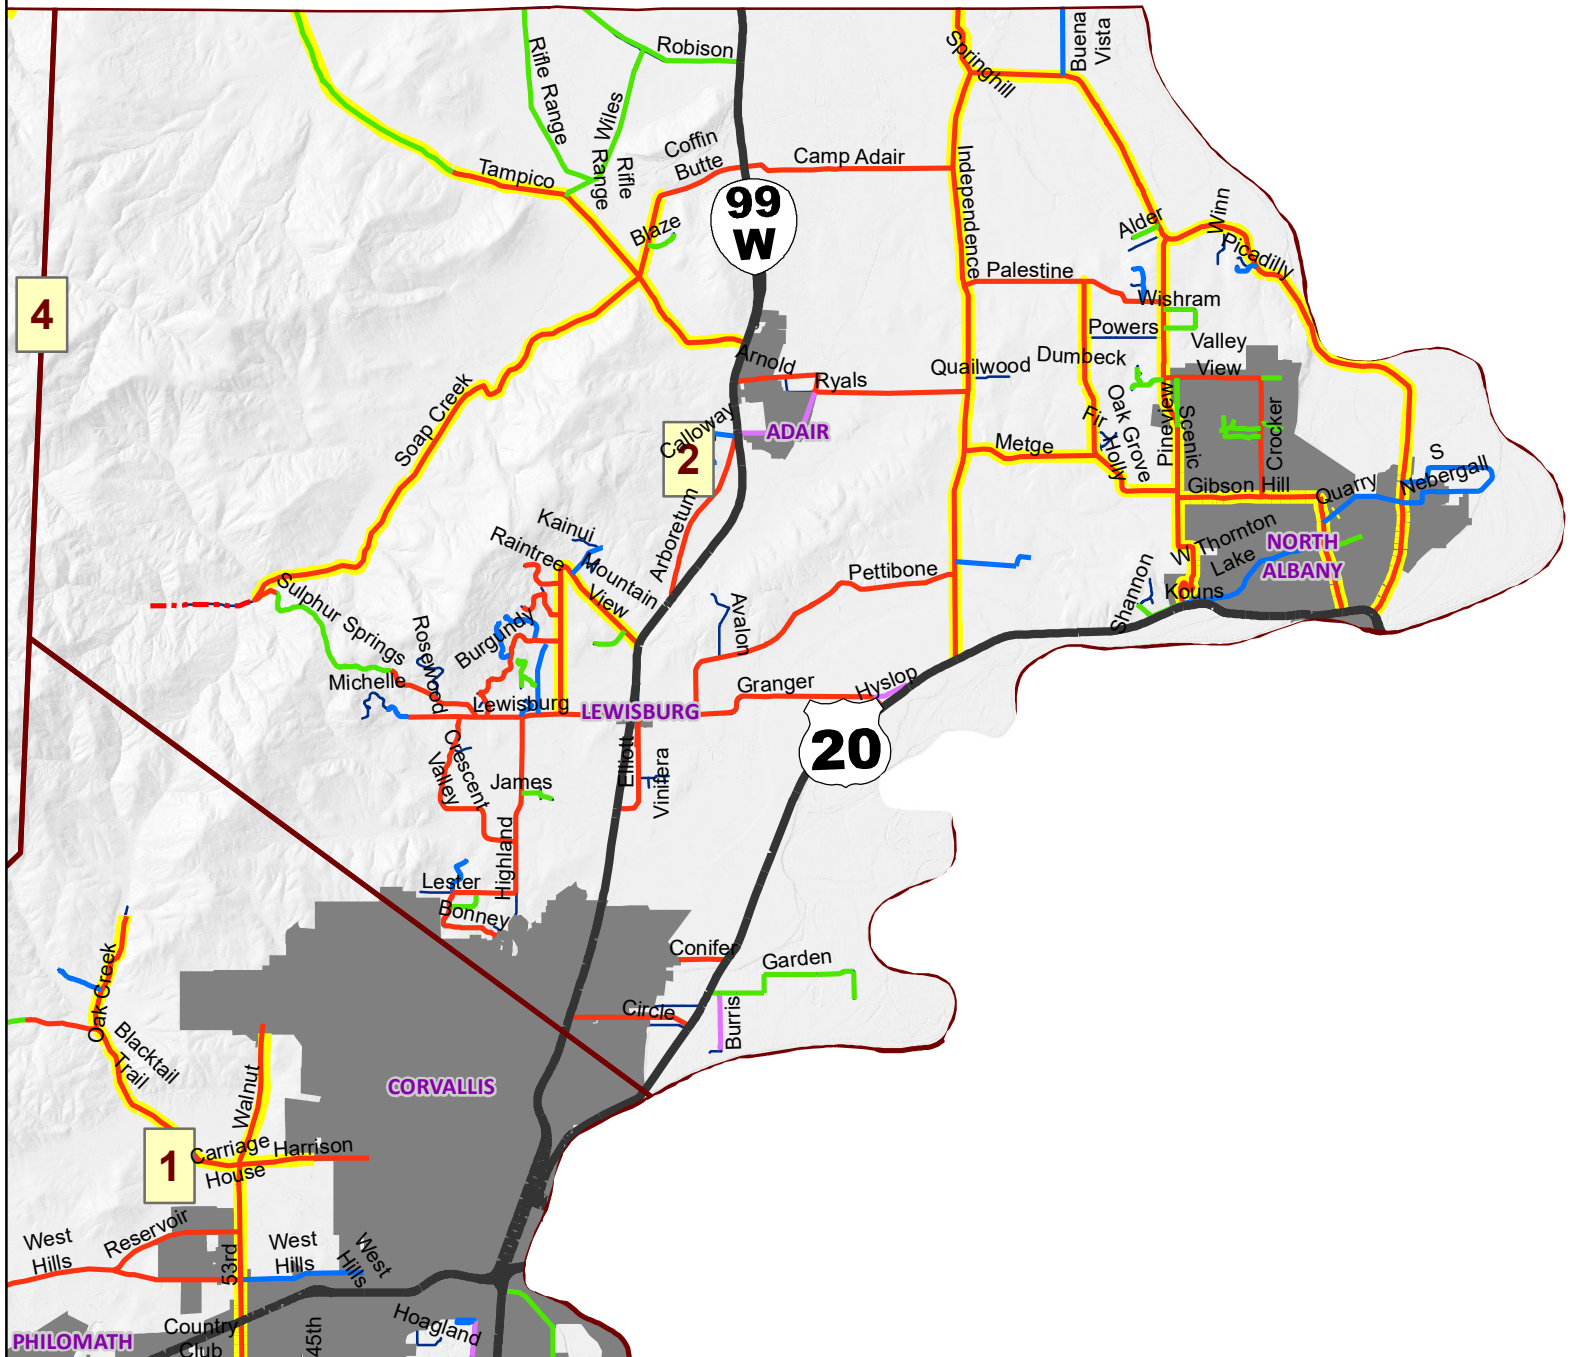 Buena
Vista
Springhill
Robison
Rifle Range
Wiles
Rifle
Range
Coffin
Butte
Camp Adair
Tampico
Independence
99
W
Winn
Alder
Blaze
Picadilly
Palestine
4
Wishram
Powers
Valley
View
Arnold
Quailwood
Dumbeck
Ryals
Soap Creek
Calloway
ADAIR
2
Fir Holly
Oak Grove
Pineview
Scenic
Crocker
Metge
S
Nebergall
Gibson Hill
Quarry
Arboretum
Kainui
Raintree
Mountain
View
W Thornton
Lake
NORTH
ALBANY
Pettibone
Shannon
Kouns
Sulphur Springs
Rosewood
Burgundy
Avalon
Michelle
Lewisburg
LEWISBURG
Granger
Hyslop
20
Crescent
Valley
James
Elliott
Vinifera
Highland
Lester
Bonney
Conifer
Garden
Oak Creek
Circle
Burris
Blacktail
Trail
Walnut
CORVALLIS
1
Carriage
House
Harrison
Reservoir
West
Hills
53rd
West
Hills
West
Hills
Hoagland
Country
Club
45th
PHILOMATH